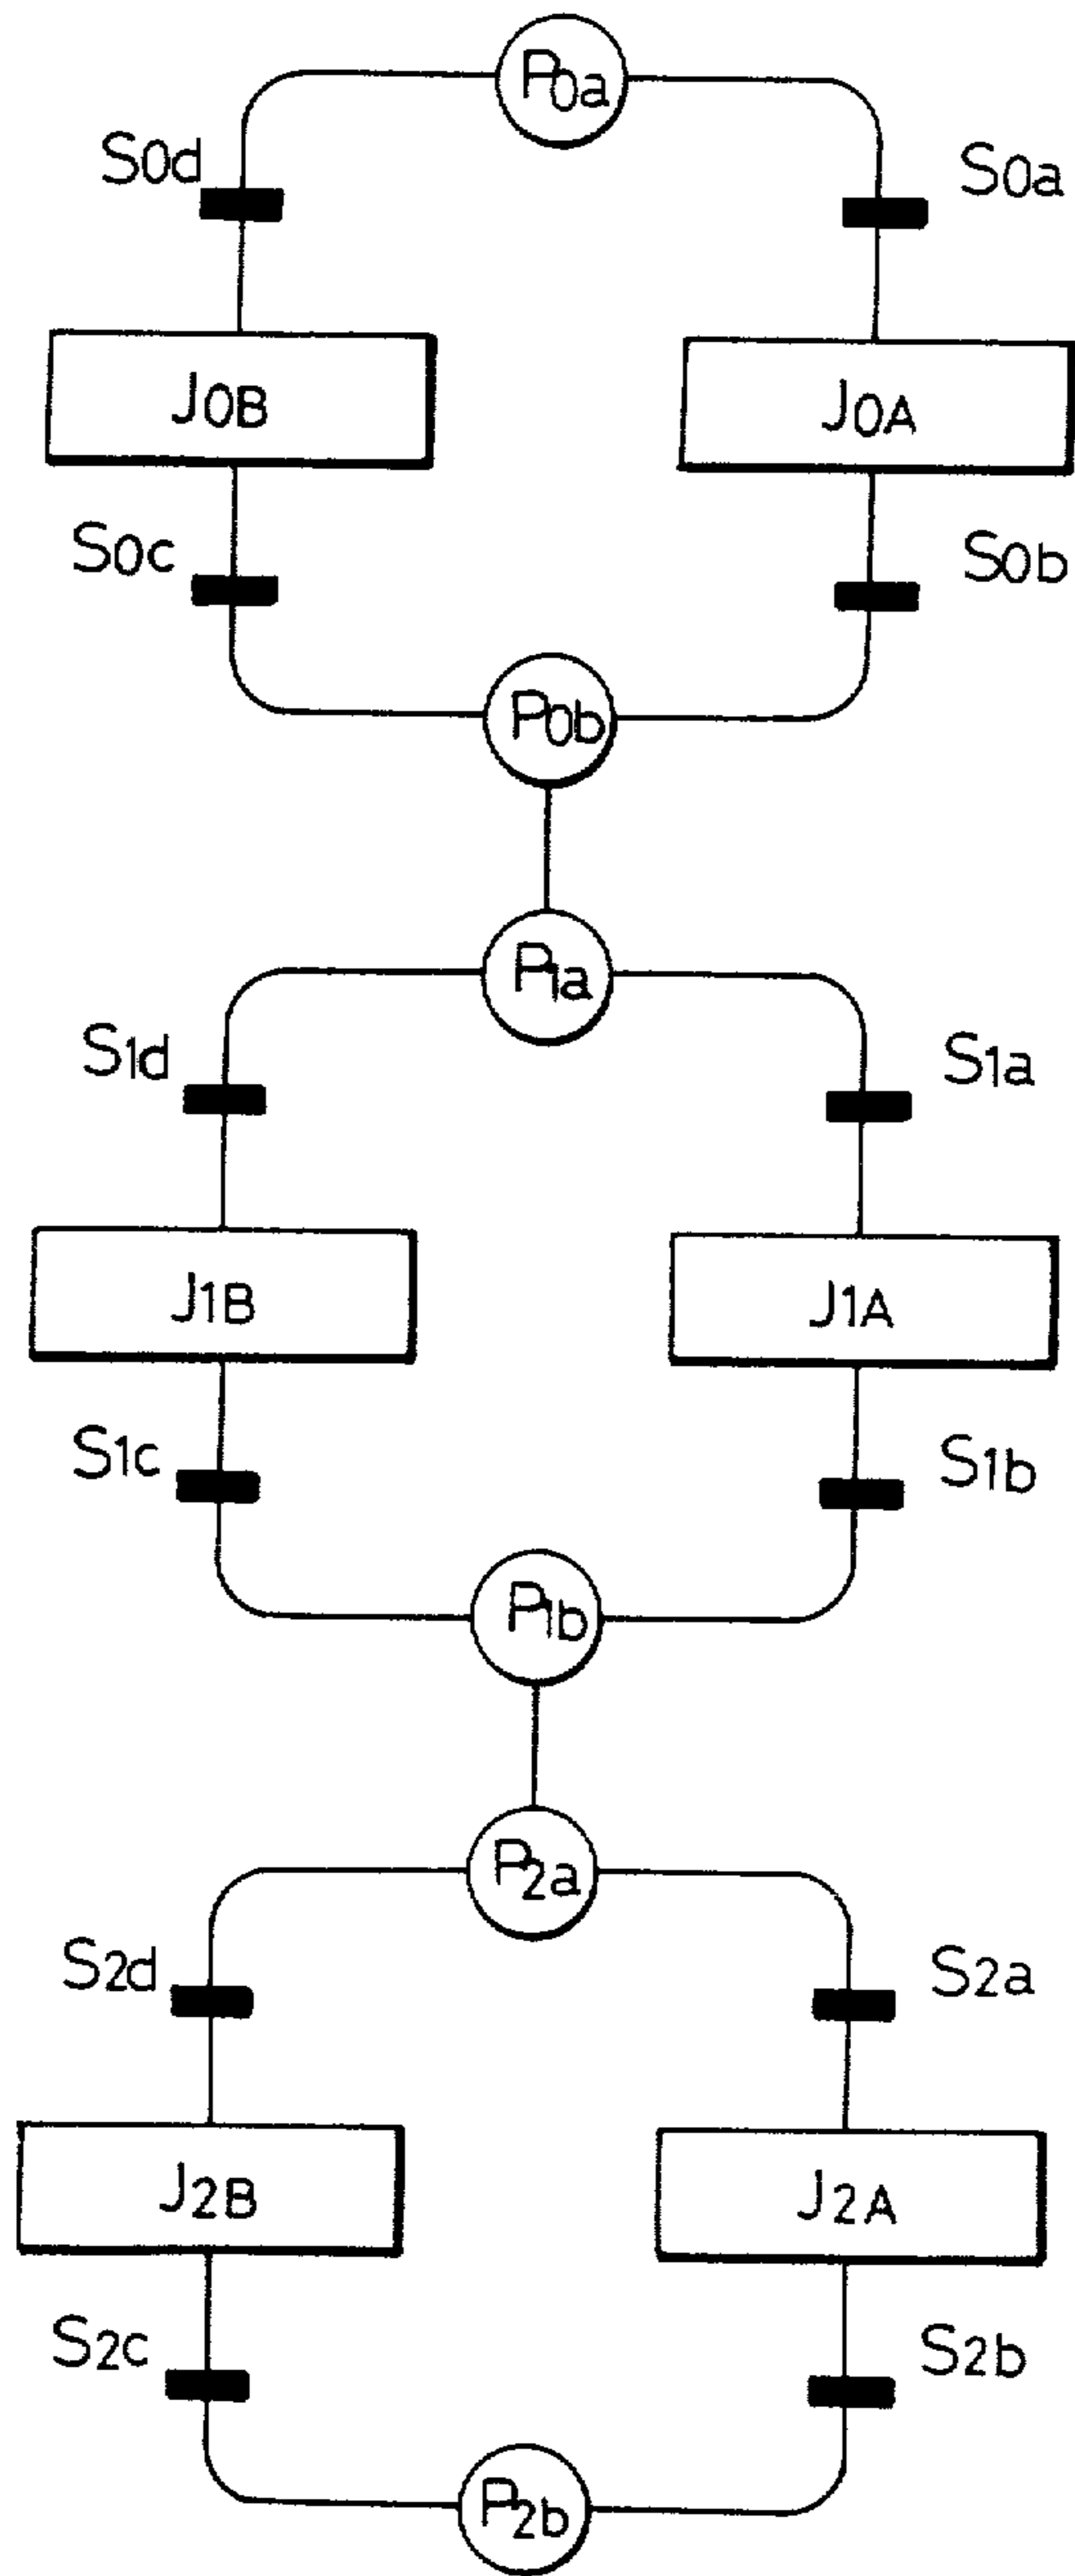 P0a
S0d
S0a
J0B
J0A
S0c
S0b
P0b
P1a
S1d
S1a
J1B
J1A
S1c
S1b
P1b
P2a
S2d
S2a
J2B
J2A
S2c
S2b
P2b